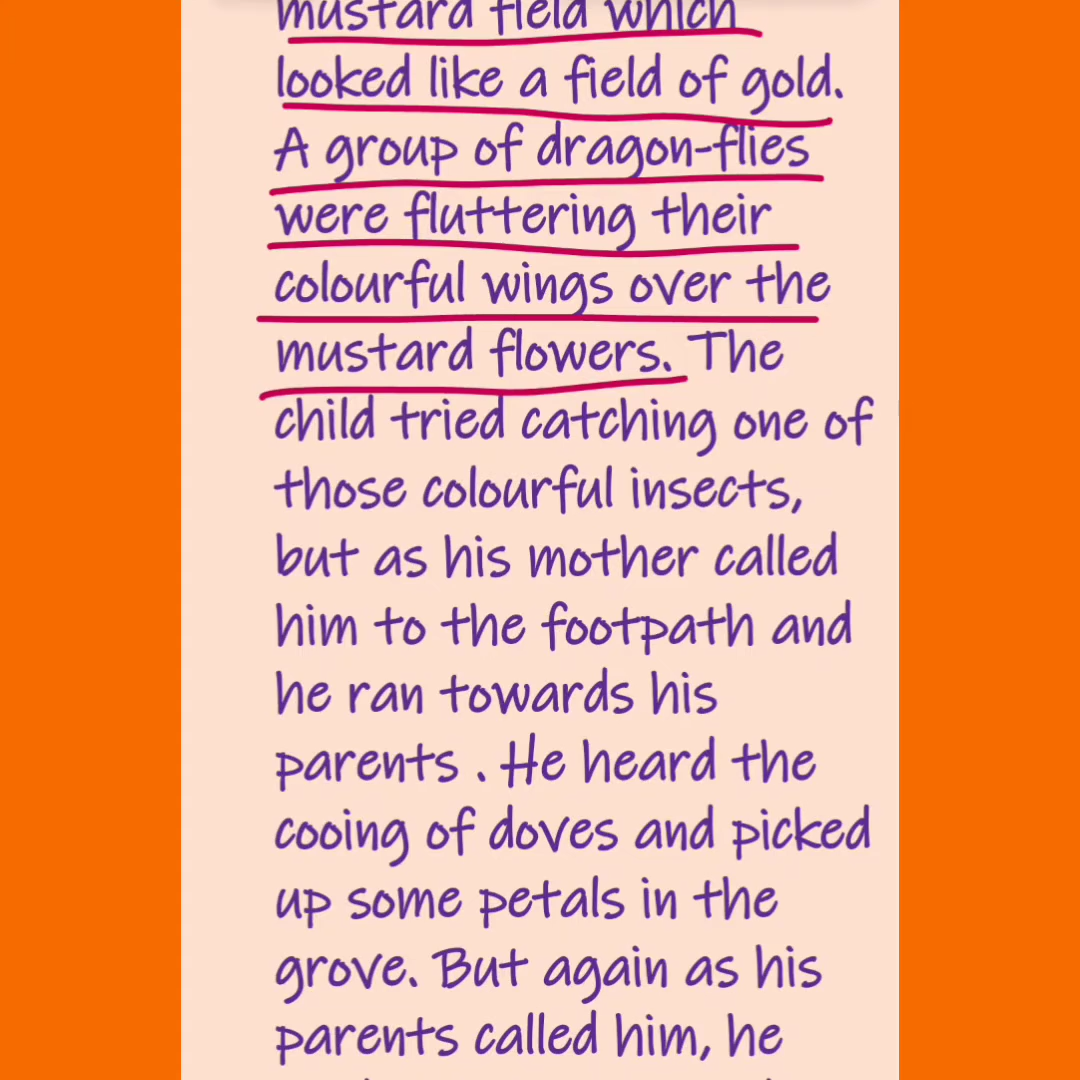 mustard field which
looked like a field of gold.
A group of dragon-flies
were fluttering their
colourful wings over the
mustard flowers. The
child tried catching one of
those colourful insects,
but as his mother called
him to the footpath and
he ran towards his
parents . He heard the
cooing of doves and picked
up some petals in the
grove. But again as his
parents called him, he